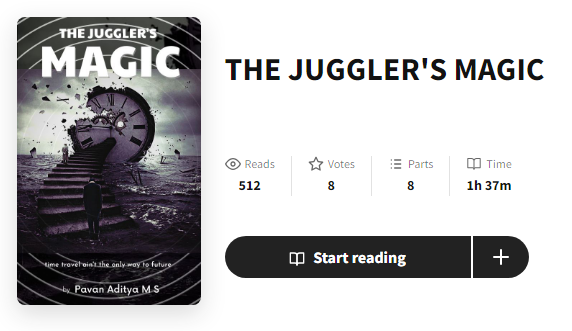 THE JUGGLER'S
MAGIC
time travel ain't the only way to future
by Pavan Aditya M S
THE JUGGLER'S MAGIC
Reads Votes Parts Time
512 8 8 1h 37m
Start reading +